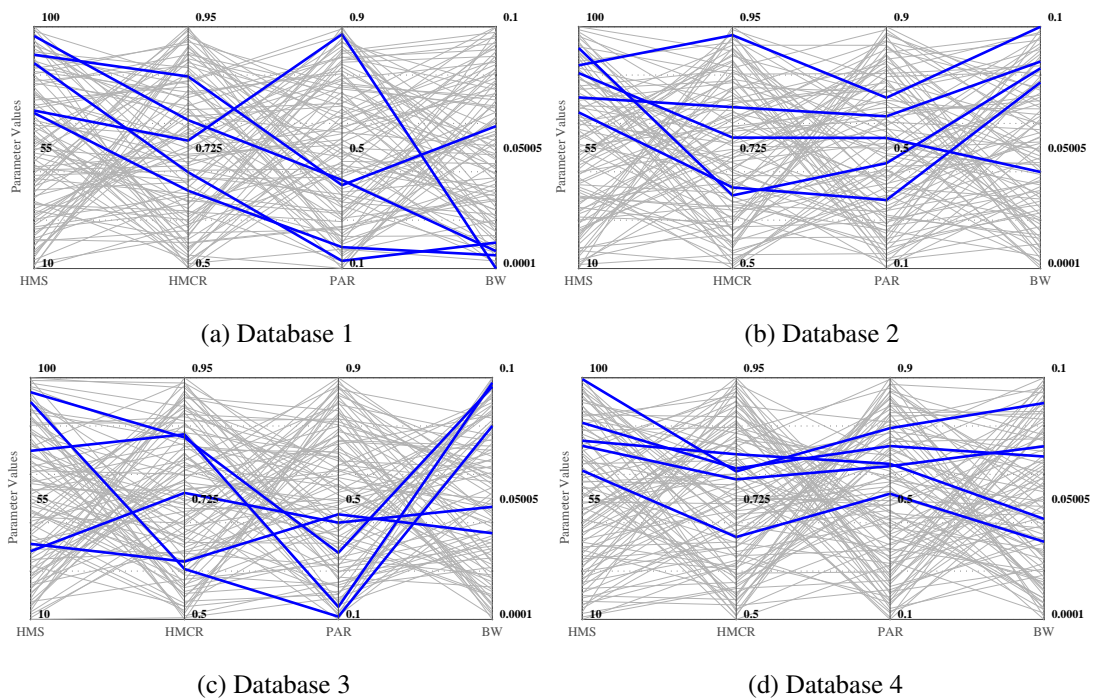 100 0.95 0.9 0.1
Parameter Values
55 0.725 0.5 0.05005
10 0.5 0.1 0.0001
HMS HMCR PAR BW
(a) Database 1
100 0.95 0.9 0.1
Parameter Values
55 0.725 0.5 0.05005
10 0.5 0.1 0.0001
HMS HMCR PAR BW
(b) Database 2
100 0.95 0.9 0.1
Parameter Values
55 0.725 0.5 0.05005
10 0.5 0.1 0.0001
HMS HMCR PAR BW
(c) Database 3
100 0.95 0.9 0.1
Parameter Values
55 0.725 0.5 0.05005
10 0.5 0.1 0.0001
HMS HMCR PAR BW
(d) Database 4